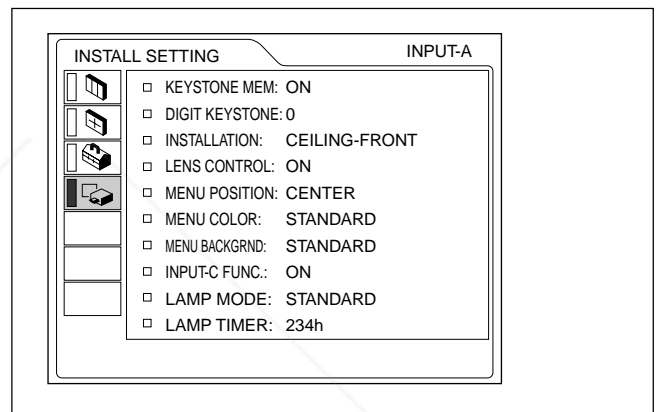 INSTALL SETTING INPUT-A
KEYSTONE MEM: ON
DIGIT KEYSTONE: 0
INSTALLATION: CEILING-FRONT
LENS CONTROL: ON
MENU POSITION: CENTER
MENU COLOR: STANDARD
MENU BACKGRND: STANDARD
INPUT-C FUNC.: ON
LAMP MODE: STANDARD
LAMP TIMER: 234h